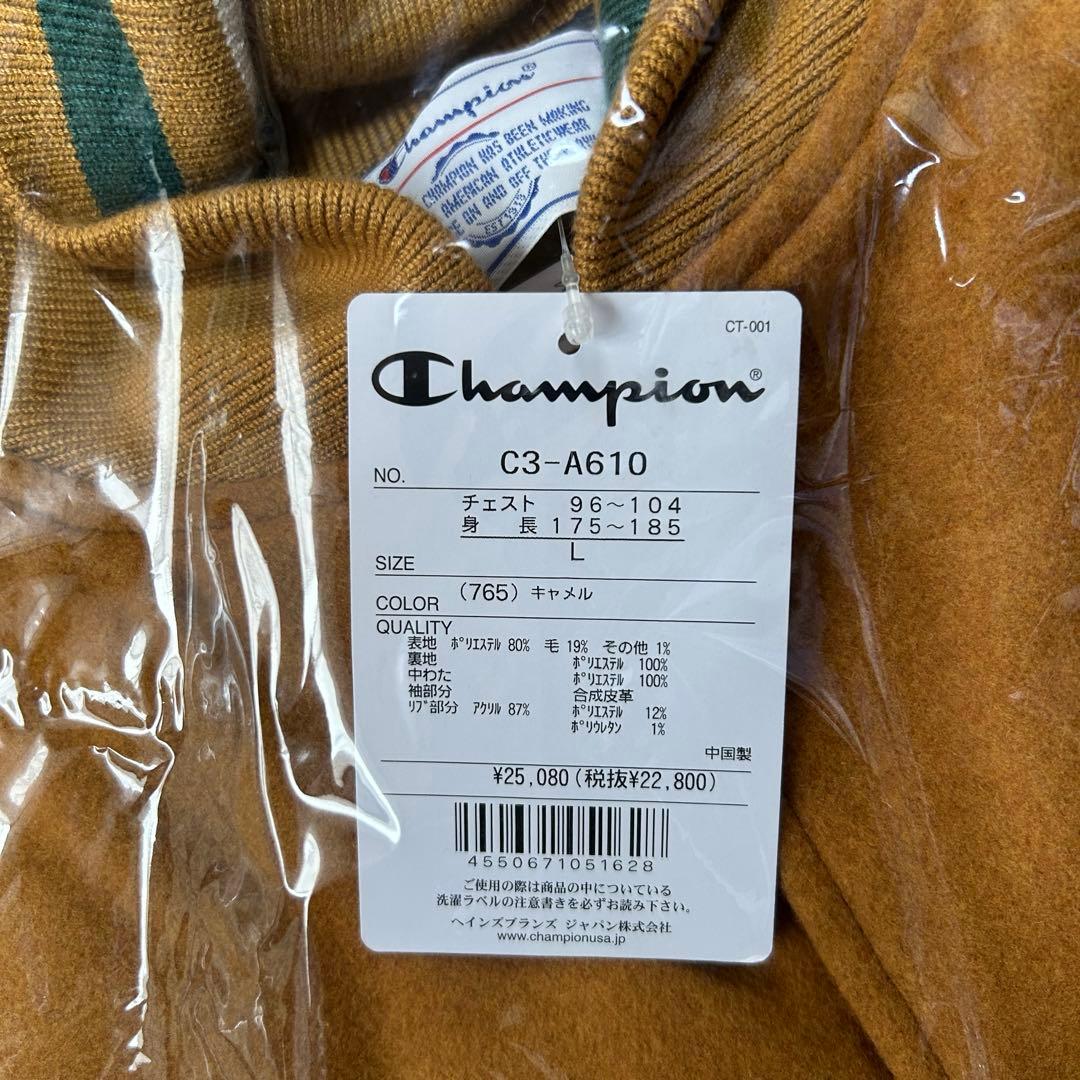 Champion®
CHAMPION HAS BEEN MAKING
AMERICAN ATHLETICWEAR
ON AND OFF THE
EST 1919
CT-001
Champion®
NO. C3-A610
チェスト 96～104
身 長 175～185
SIZE L
COLOR (765) キャメル
QUALITY
表地 ﾎﾟﾘｴｽﾃﾙ 80% 毛 19% その他 1%
裏地 ﾎﾟﾘｴｽﾃﾙ 100%
中わた ﾎﾟﾘｴｽﾃﾙ 100%
袖部分 合成皮革
ﾘﾌﾞ部分 ｱｸﾘﾙ 87% ﾎﾟﾘｴｽﾃﾙ 12%
ﾎﾟﾘｳﾚﾀﾝ 1%
中国製
¥25,080(税抜¥22,800)
4550671051628
ご使用の際は商品の中についている
洗濯ラベルの注意書きを必ずお読み下さい。
ヘインズブランズ ジャパン株式会社
www.championusa.jp